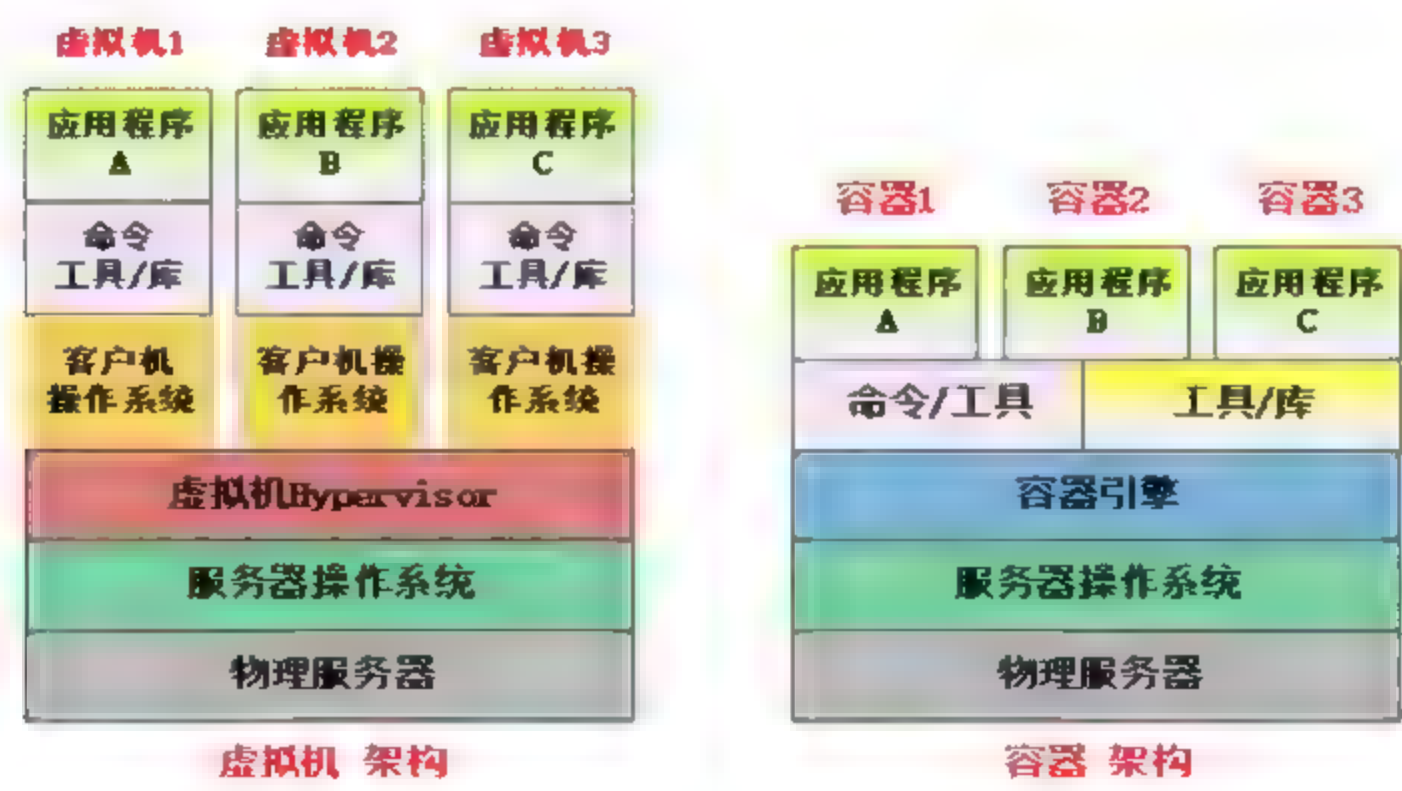 虚拟机1
虚拟机2
虚拟机3
应用程序
A
应用程序
B
应用程序
C
命令
工具/库
命令
工具/库
命令
工具/库
客户机
操作系统
客户机操
作系统
客户机操
作系统
虚拟机Hypervisor
服务器操作系统
物理服务器
虚拟机 架构
容器1
容器2
容器3
应用程序
A
应用程序
B
应用程序
C
命令/工具
工具/库
容器引擎
服务器操作系统
物理服务器
容器 架构